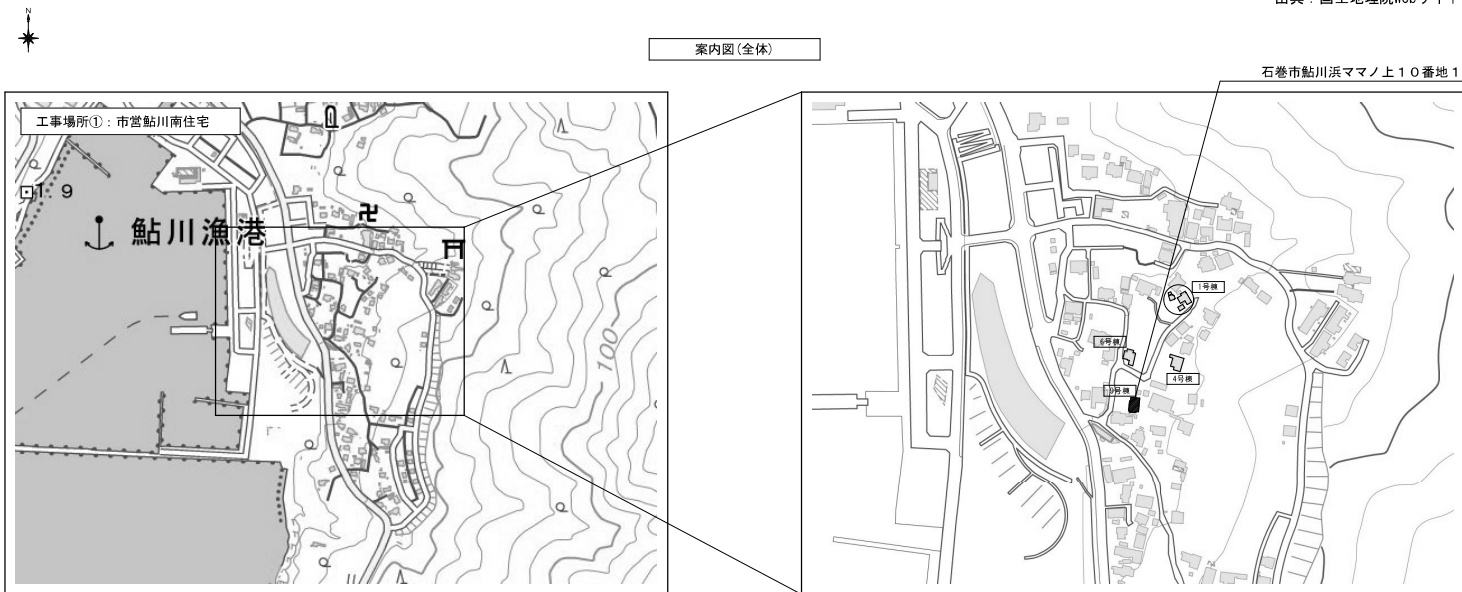 出典：国土地理院Webサイト
N
案内図(全体)
石巻市鮎川浜ママノ上１０番地１
工事場所①：市営鮎川南住宅
1.9
鮎川漁港
100
1号棟
6号棟
4号棟
9号棟